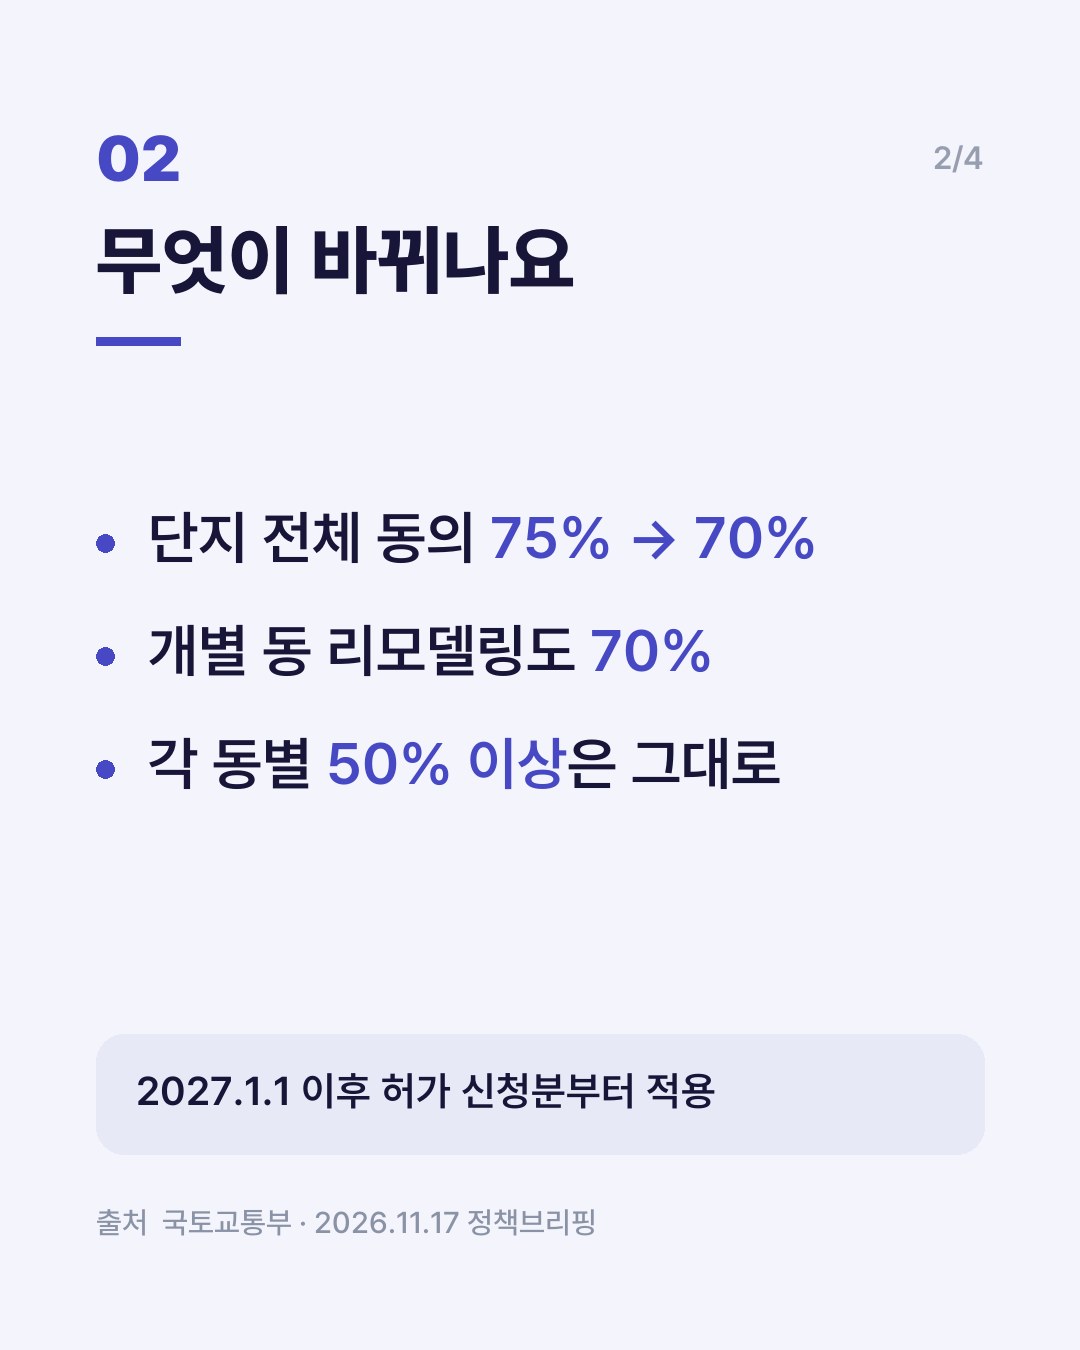 02
2/4
무엇이 바뀌나요
단지 전체 동의 75% → 70%
개별 동 리모델링도 70%
각 동별 50% 이상은 그대로
2027.1.1 이후 허가 신청분부터 적용
출처 국토교통부 · 2026.11.17 정책브리핑